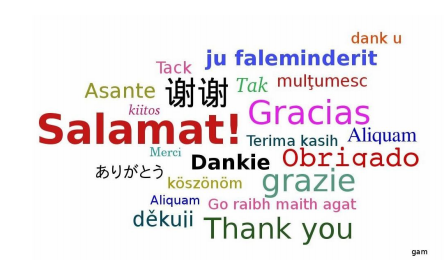 dank u
ju faleminderit
Tack
Asante
谢谢
Tak
mulţumesc
kiitos
Gracias
Salamat!
Terima kasih
Aliquam
Merci
Dankie
Obrigado
ありがとう
köszönöm
grazie
Aliquam
Go raibh maith agat
děkuji
Thank you
gam